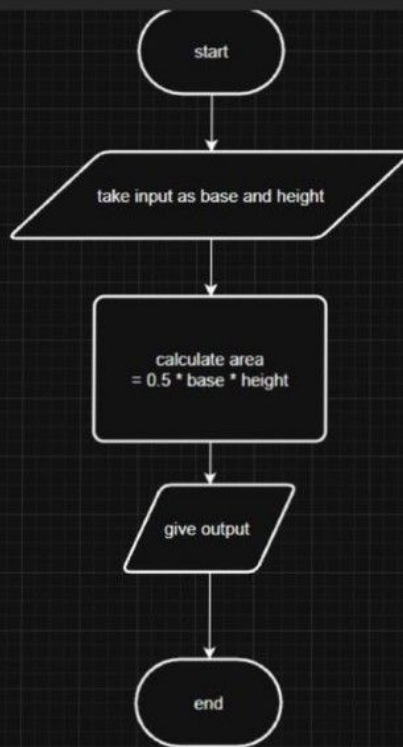 start
take input as base and height
calculate area
= 0.5 * base * height
give output
end